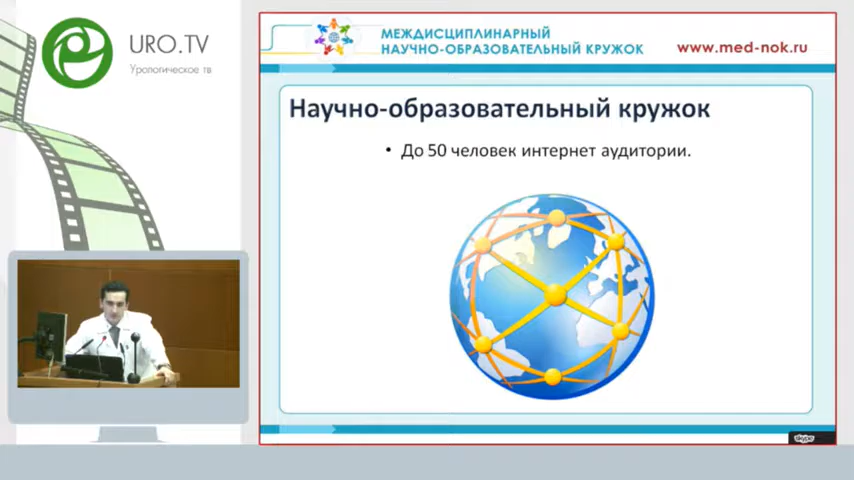 URO.TV
Урологическое тв
МЕЖДИСЦИПЛИНАРНЫЙ
НАУЧНО-ОБРАЗОВАТЕЛЬНЫЙ КРУЖОК
www.med-nok.ru
Научно-образовательный кружок
• До 50 человек интернет аудитории.
skype